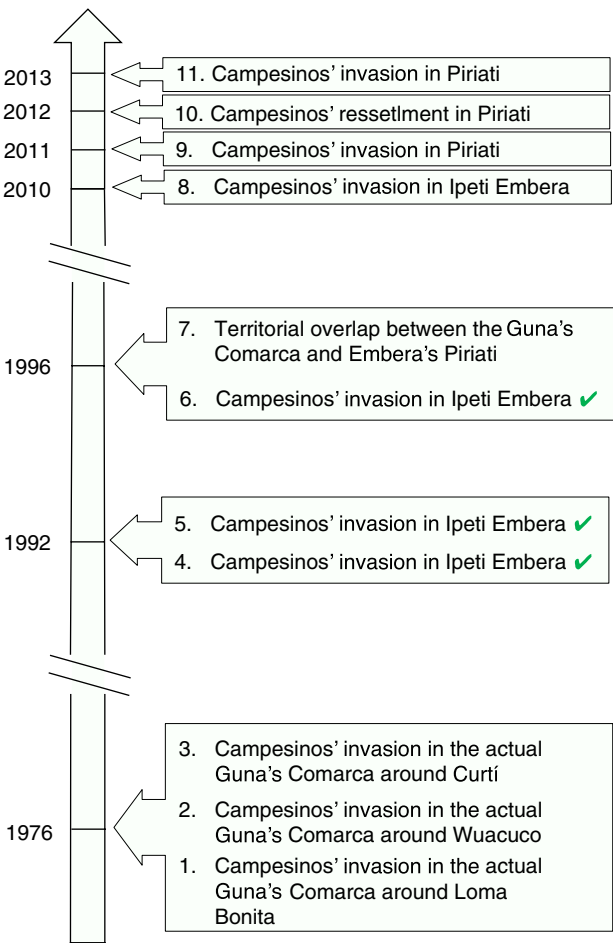 2013
11. Campesinos' invasion in Piriati
2012
10. Campesinos' ressetlment in Piriati
2011
9. Campesinos' invasion in Piriati
2010
8. Campesinos' invasion in Ipeti Embera
7. Territorial overlap between the Guna's
Comarca and Embera's Piriati
1996
6. Campesinos' invasion in Ipeti Embera ✔
5. Campesinos' invasion in Ipeti Embera ✔
1992
4. Campesinos' invasion in Ipeti Embera ✔
3. Campesinos' invasion in the actual
Guna's Comarca around Curtí
2. Campesinos' invasion in the actual
Guna's Comarca around Wuacuco
1976
1. Campesinos' invasion in the actual
Guna's Comarca around Loma
Bonita